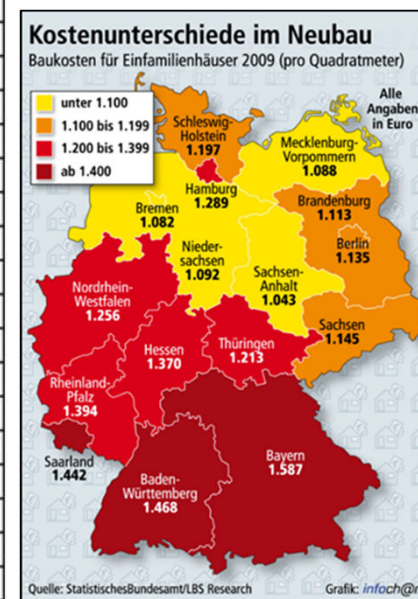 Kostenunterschiede im Neubau
Baukosten für Einfamilienhäuser 2009 (pro Quadratmeter)
Alle
Angaben
in Euro
unter 1.100
1.100 bis 1.199
1.200 bis 1.399
ab 1.400
Schleswig-
Holstein
1.197
Mecklenburg-
Vorpommern
1.088
Hamburg
1.289
Bremen
1.082
Brandenburg
1.113
Berlin
1.135
Nieder-
sachsen
1.092
Sachsen-
Anhalt
1.043
Nordrhein-
Westfalen
1.256
Sachsen
1.145
Hessen
1.370
Thüringen
1.213
Rheinland-
Pfalz
1.394
Saarland
1.442
Baden-
Württemberg
1.468
Bayern
1.587
Quelle: StatistischesBundesamt/LBS Research
Grafik: